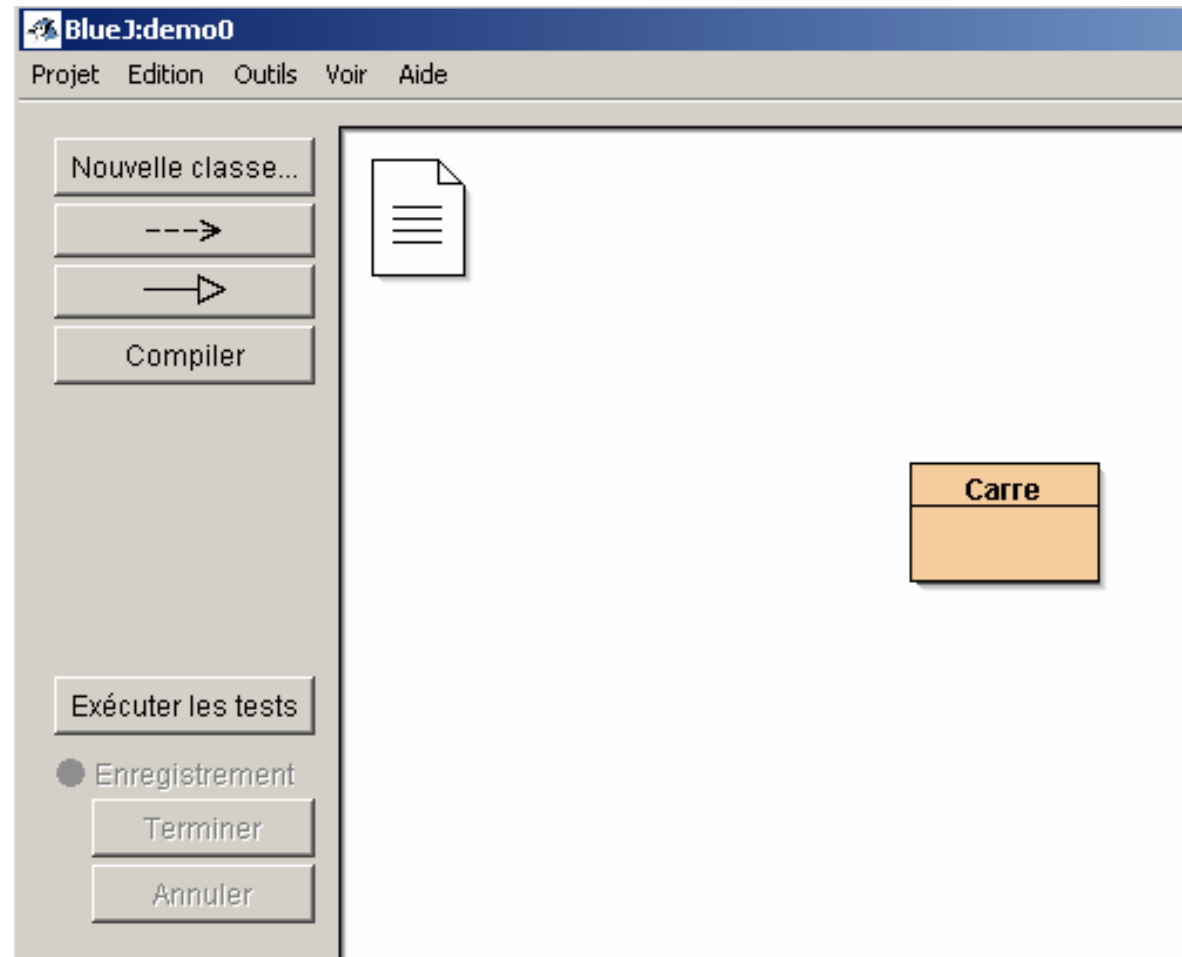 BlueJ:demo0
Projet Edition Outils Voir Aide
Nouvelle classe...
Compiler
Carre
Exécuter les tests
Enregistrement
Terminer
Annuler